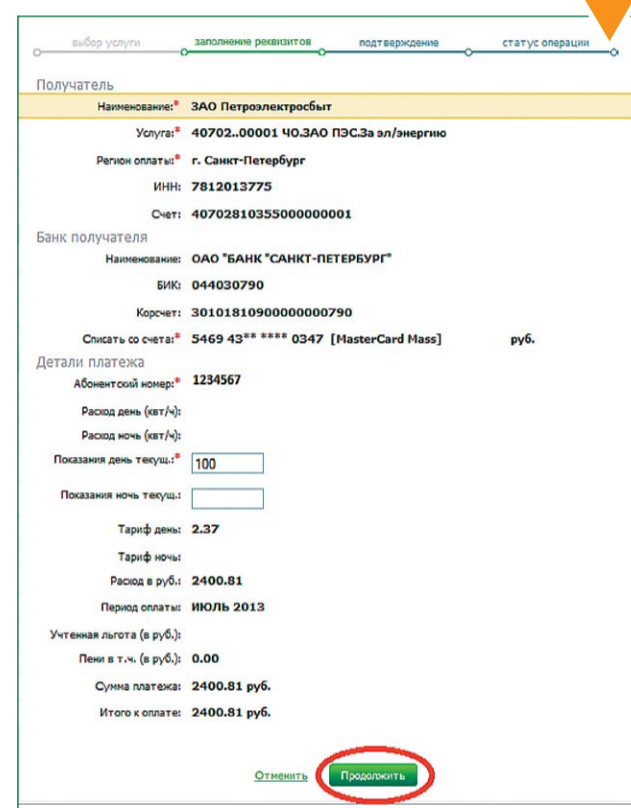 выбор услуги заполнение реквизитов подтверждение статус операции
Получатель
Наименование:* ЗАО Петроэлектросбыт
Услуга:* 40702..00001 ЧО.ЗАО ПЭС.За эл/энергию
Регион оплаты:* г. Санкт-Петербург
ИНН: 7812013775
Счет: 40702810355000000001
Банк получателя
Наименование: ОАО "БАНК "САНКТ-ПЕТЕРБУРГ"
БИК: 044030790
Корсчет: 30101810900000000790
Списать со счета:* 5469 43** **** 0347 [MasterCard Mass] руб.
Детали платежа
Абонентский номер:* 1234567
Расход день (квт/ч):
Расход ночь (квт/ч):
Показания день текущ.:* 100
Показания ночь текущ.:
Тариф день: 2.37
Тариф ночь:
Расход в руб.: 2400.81
Период оплаты: ИЮЛЬ 2013
Учтенная льгота (в руб.):
Пени в т.ч. (в руб.): 0.00
Сумма платежа: 2400.81 руб.
Итого к оплате: 2400.81 руб.
Отменить Продолжить